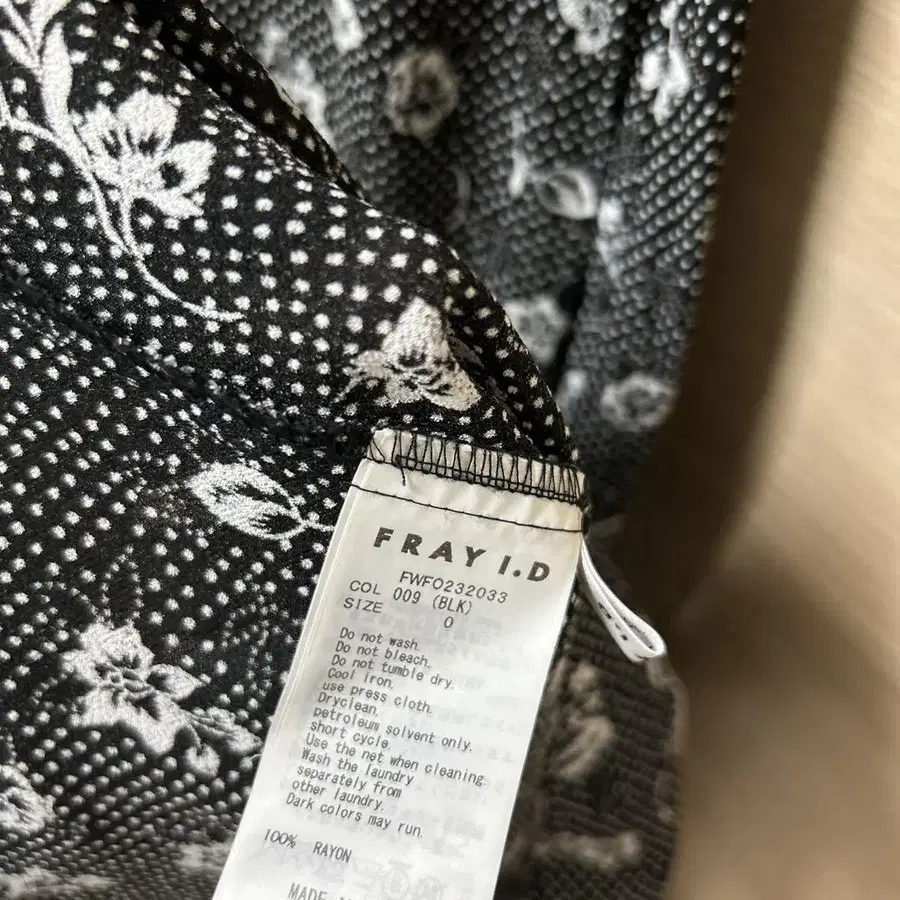 FRAY I.D
FWFO232033
COL 009 (BLK)
SIZE 0
Do not wash.
Do not bleach.
Do not tumble dry.
Cool iron.
use press cloth.
Dryclean.
petroleum solvent only.
short cycle.
Use the net when cleaning.
Wash the laundry
separately from
other laundry.
Dark colors may run.
100% RAYON
MADE